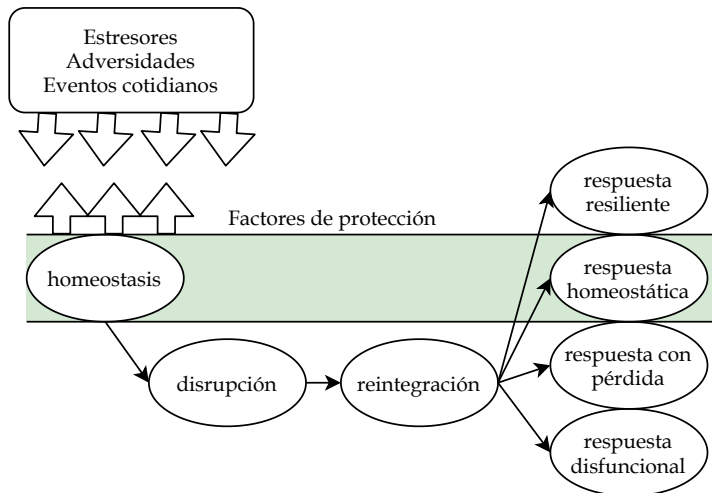 Estresores
Adversidades
Eventos cotidianos
Factores de protección
homeostasis
disrupción
reintegración
respuesta
resiliente
respuesta
homeostática
respuesta con
pérdida
respuesta
disfuncional